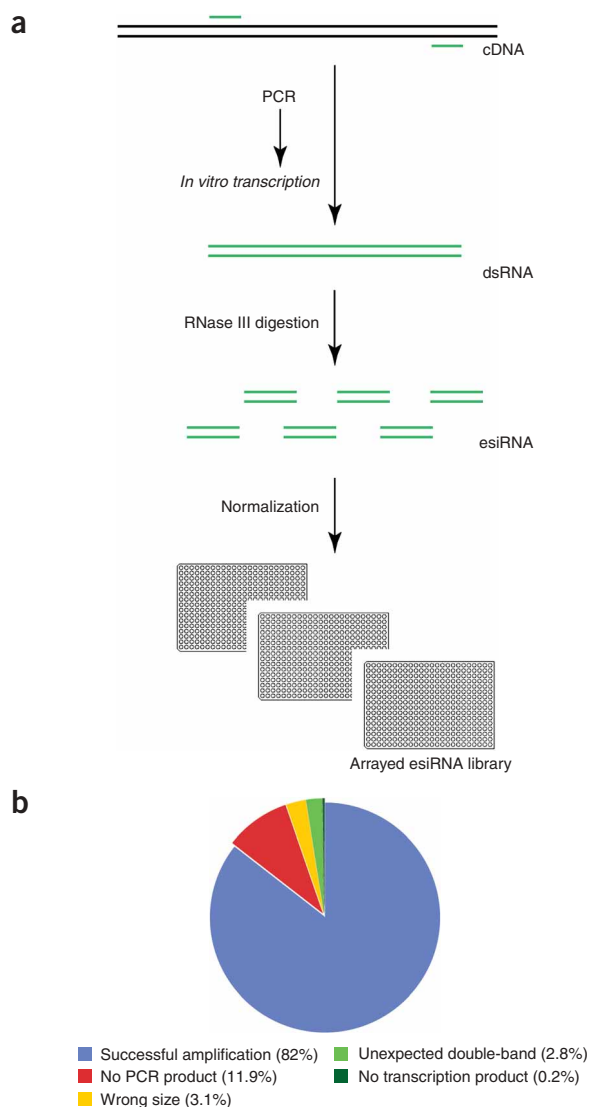 a
cDNA
PCR
In vitro transcription
dsRNA
RNase III digestion
esiRNA
Normalization
Arrayed esiRNA library
b
Successful amplification (82%)
No PCR product (11.9%)
Wrong size (3.1%)
Unexpected double-band (2.8%)
No transcription product (0.2%)